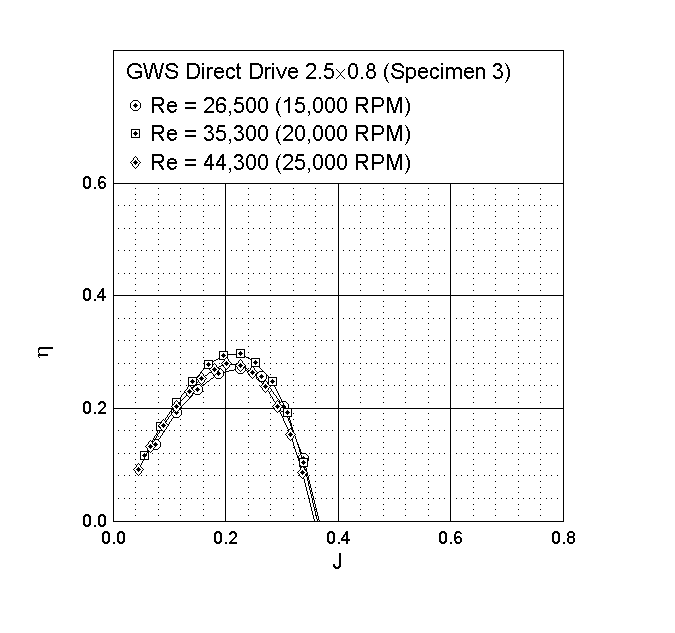 GWS Direct Drive 2.5×0.8 (Specimen 3)
Re = 26,500 (15,000 RPM)
Re = 35,300 (20,000 RPM)
Re = 44,300 (25,000 RPM)
0.6
0.4
η
0.2
0.0
0.0 0.2 0.4 0.6 0.8
J